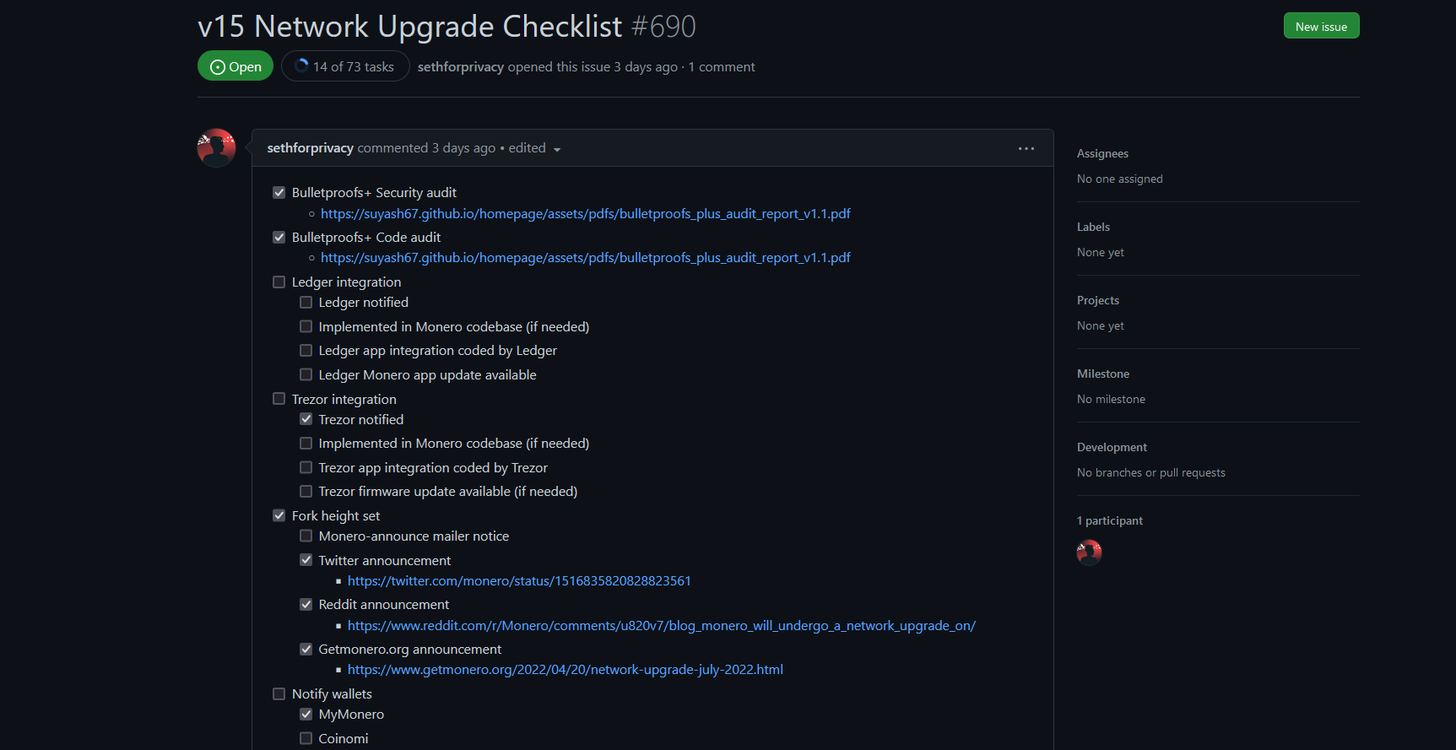 v15 Network Upgrade Checklist #690
New issue
Open 14 of 73 tasks sethforprivacy opened this issue 3 days ago · 1 comment
sethforprivacy commented 3 days ago • edited
Bulletproofs+ Security audit
https://suyash67.github.io/homepage/assets/pdfs/bulletproofs_plus_audit_report_v1.1.pdf
Bulletproofs+ Code audit
https://suyash67.github.io/homepage/assets/pdfs/bulletproofs_plus_audit_report_v1.1.pdf
Ledger integration
Ledger notified
Implemented in Monero codebase (if needed)
Ledger app integration coded by Ledger
Ledger Monero app update available
Trezor integration
Trezor notified
Implemented in Monero codebase (if needed)
Trezor app integration coded by Trezor
Trezor firmware update available (if needed)
Fork height set
Monero-announce mailer notice
Twitter announcement
https://twitter.com/monero/status/1516835820828823561
Reddit announcement
https://www.reddit.com/r/Monero/comments/u820v7/blog_monero_will_undergo_a_network_upgrade_on/
Getmonero.org announcement
https://www.getmonero.org/2022/04/20/network-upgrade-july-2022.html
Notify wallets
MyMonero
Coinomi
Assignees
No one assigned
Labels
None yet
Projects
None yet
Milestone
No milestone
Development
No branches or pull requests
1 participant